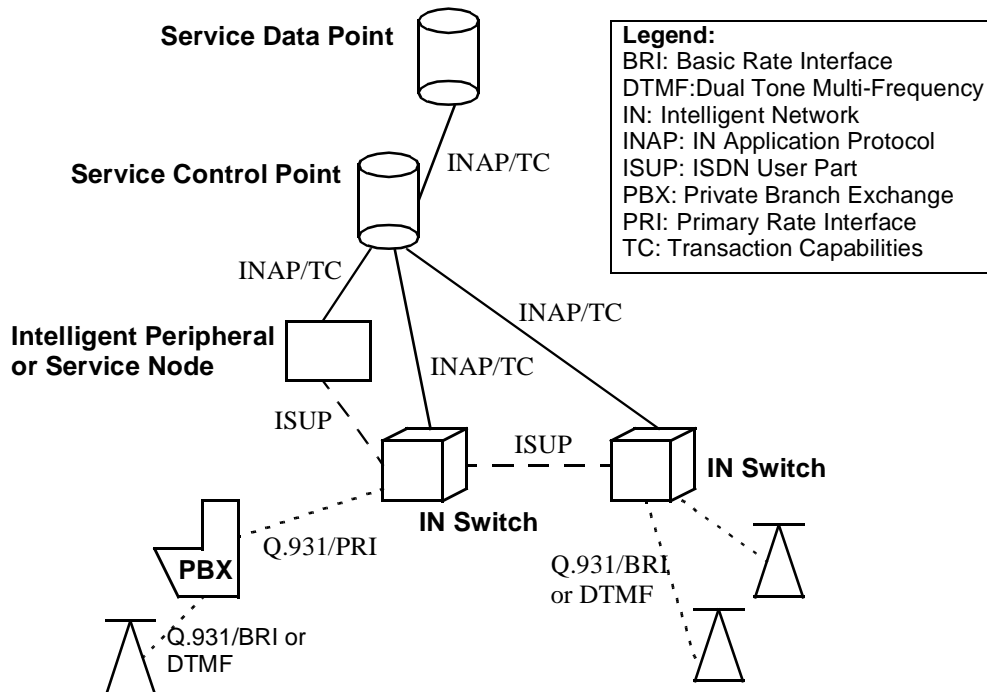 Service Data Point
Legend:
BRI: Basic Rate Interface
DTMF:Dual Tone Multi-Frequency
IN: Intelligent Network
INAP: IN Application Protocol
ISUP: ISDN User Part
PBX: Private Branch Exchange
PRI: Primary Rate Interface
TC: Transaction Capabilities
INAP/TC
Service Control Point
INAP/TC
INAP/TC
Intelligent Peripheral
or Service Node
INAP/TC
ISUP
ISUP
IN Switch
IN Switch
Q.931/PRI
PBX
Q.931/BRI
or DTMF
Q.931/BRI or
DTMF